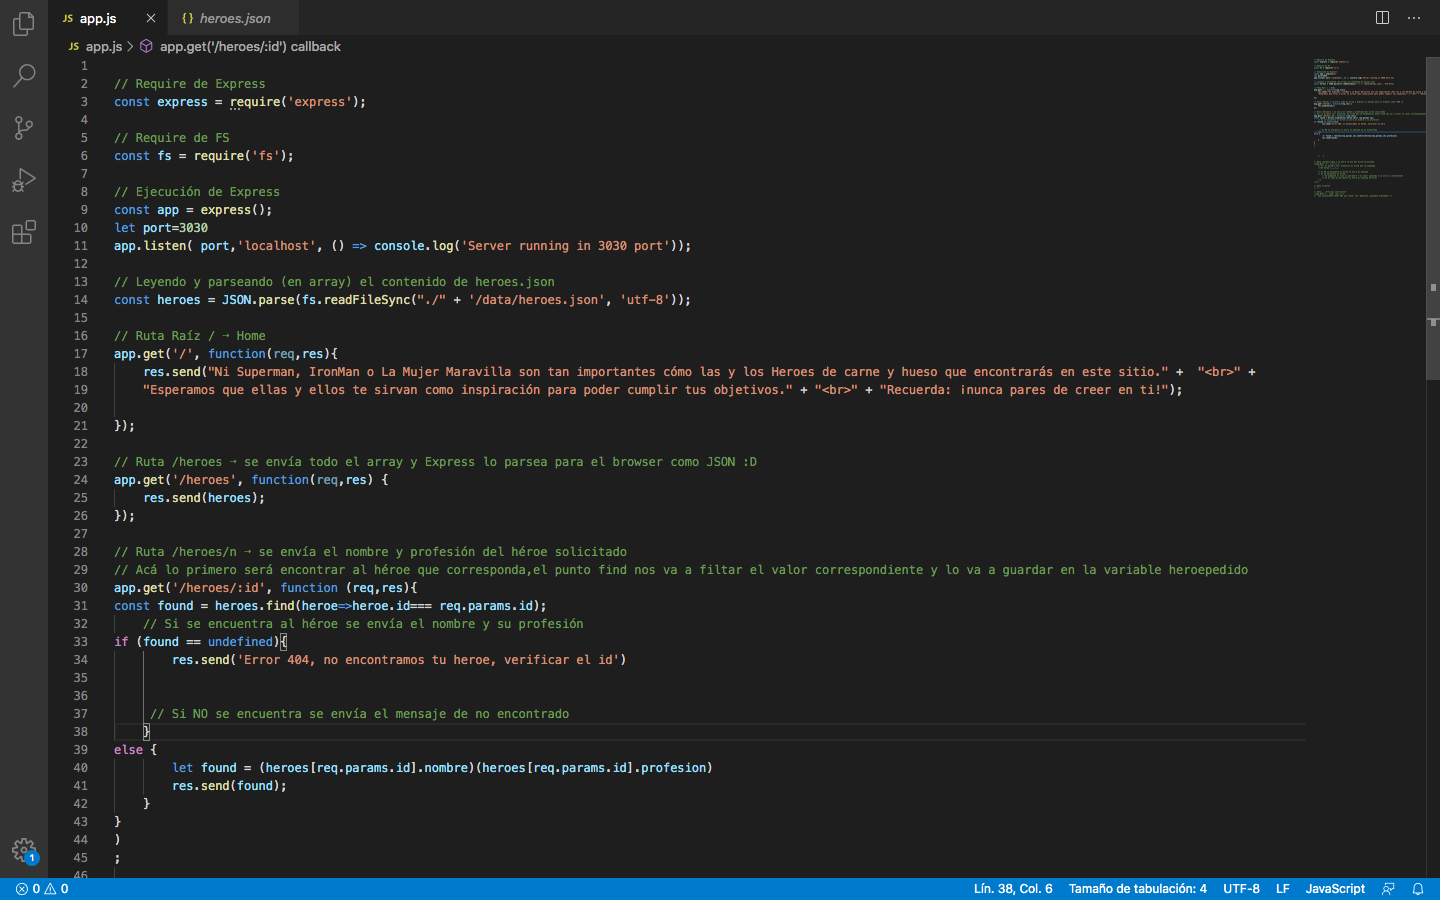 JS app.js ×
{} heroes.json
JS app.js > app.get('/heroes/:id') callback
1
2 // Require de Express
3 const express = require('express');
4
5 // Require de FS
6 const fs = require('fs');
7
8 // Ejecución de Express
9 const app = express();
10 let port=3030
11 app.listen( port,'localhost', () => console.log('Server running in 3030 port'));
12
13 // Leyendo y parseando (en array) el contenido de heroes.json
14 const heroes = JSON.parse(fs.readFileSync("./" + '/data/heroes.json', 'utf-8'));
15
16 // Ruta Raíz / → Home
17 app.get('/', function(req,res){
18 res.send("Ni Superman, IronMan o La Mujer Maravilla son tan importantes cómo las y los Heroes de carne y hueso que encontrarás en este sitio." +  "<br>" +
19 "Esperamos que ellas y ellos te sirvan como inspiración para poder cumplir tus objetivos." + "<br>" + "Recuerda: ¡nunca pares de creer en ti!");
20
21 });
22
23 // Ruta /heroes → se envía todo el array y Express lo parsea para el browser como JSON :D
24 app.get('/heroes', function(req,res) {
25 res.send(heroes);
26 });
27
28 // Ruta /heroes/n → se envía el nombre y profesión del héroe solicitado
29 // Acá lo primero será encontrar al héroe que corresponda,el punto find nos va a filtar el valor correspondiente y lo va a guardar en la variable heroepedido
30 app.get('/heroes/:id', function (req,res){
31 const found = heroes.find(heroe=>heroe.id=== req.params.id);
32 // Si se encuentra al héroe se envía el nombre y su profesión
33 if (found == undefined){
34 res.send('Error 404, no encontramos tu heroe, verificar el id')
35
36
37 // Si NO se encuentra se envía el mensaje de no encontrado
38 }
39 else {
40 let found = (heroes[req.params.id].nombre)(heroes[req.params.id].profesion)
41 res.send(found);
42 }
43 }
44 )
45 ;
46
1
0 0 Lín. 38, Col. 6 Tamaño de tabulación: 4 UTF-8 LF JavaScript